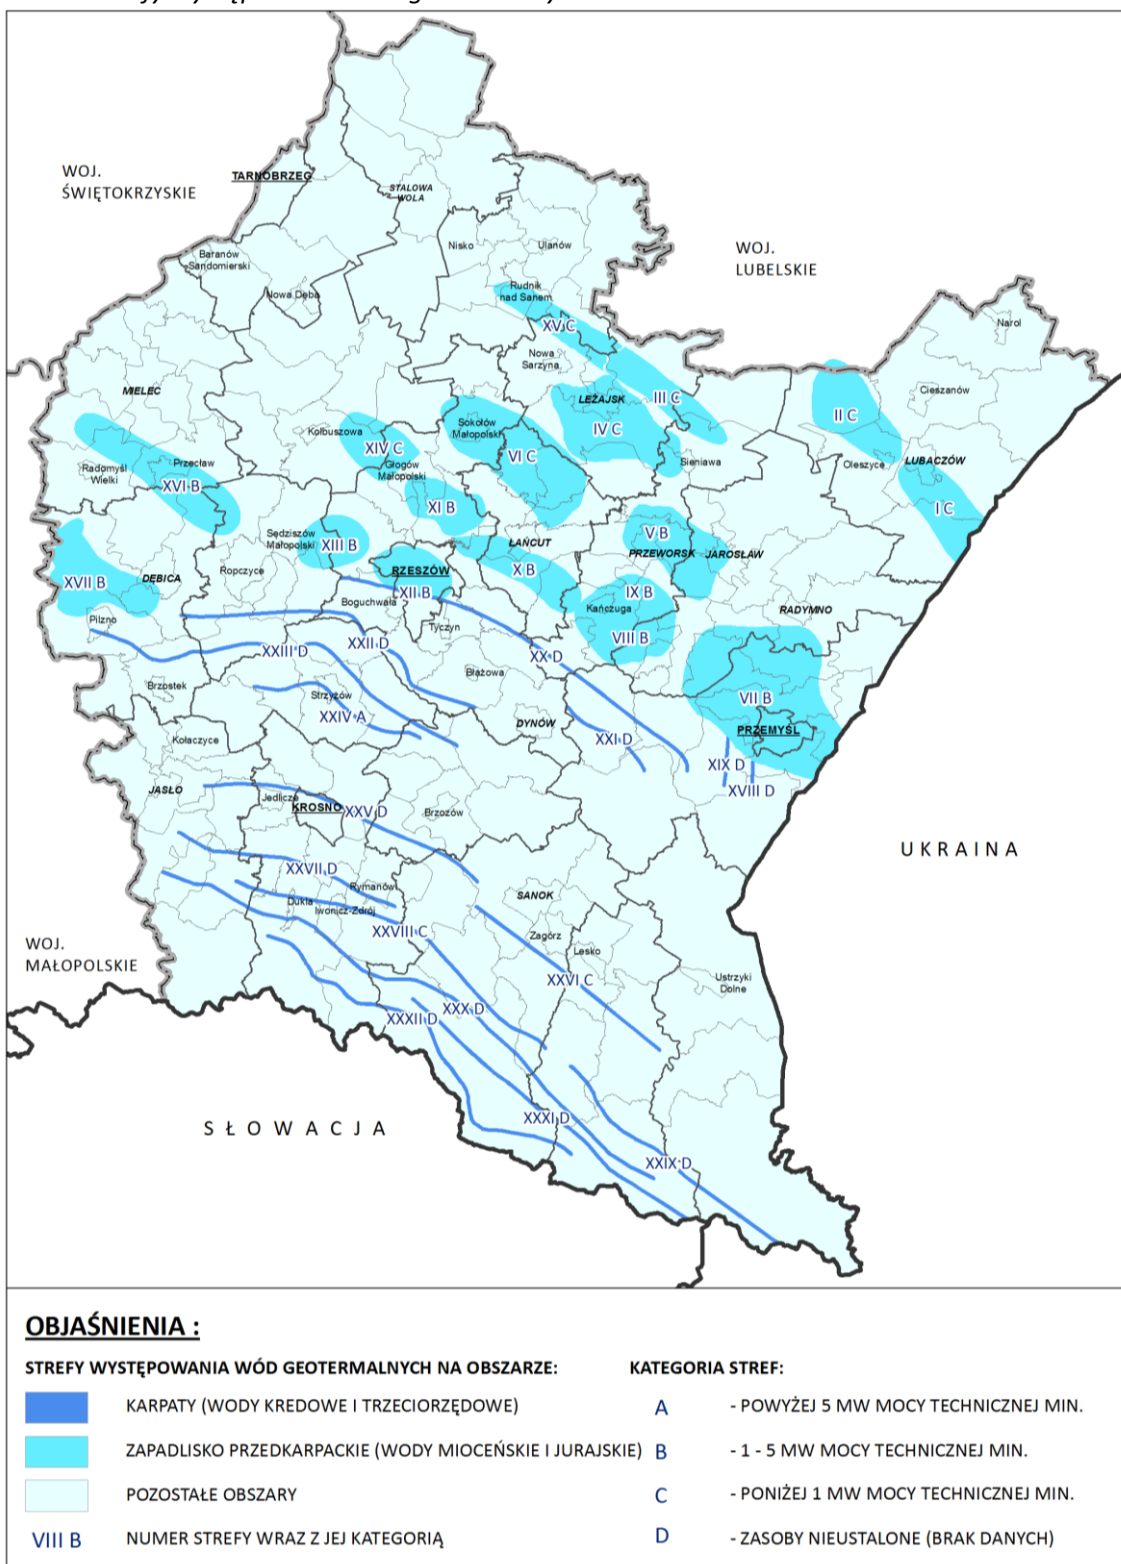 WOJ.
ŚWIĘTOKRZYSKIE
TARNOBRZEG
STALOWA
WOLA
Nisko
Ulanów
WOJ.
LUBELSKIE
Baranów
Sandomierski
Nowa Dęba
Rudnik
nad Sanem
XV C
Narol
Nowa
Sarzyna
MIELEC
LEŻAJSK
III C
Cieszanów
II C
Kolbuszowa
Sokołów
Małopolski
IV C
XIV C
VI C
Głogów
Małopolski
Sieniawa
Oleszyce
LUBACZÓW
Radomyśl
Wielki
Przecław
XVI B
XI B
I C
Sędziszów
Małopolski
XIII B
ŁAŃCUT
V B
PRZEWORSK
JAROSŁAW
XVII B
DĘBICA
Ropczyce
RZESZÓW
X B
XII B
IX B
Boguchwała
Kańczuga
RADYMNO
Pilzno
Tyczyn
VIII B
XXIII D
XXII D
XX D
Błażowa
Brzostek
Strzyżów
XXIV A
VII B
DYNÓW
PRZEMYŚL
Kołaczyce
XXI D
XIX D
XVIII D
JASŁO
Jedlicze
KROSNO
XXV D
Brzozów
UKRAINA
XXVII D
Rymanów
Dukla
Iwonicz-Zdrój
SANOK
XXVIII C
Zagórz
Lesko
WOJ.
MAŁOPOLSKIE
XXVI C
Ustrzyki
Dolne
XXX D
XXXII D
SŁOWACJA
XXXI D
XXIX D
OBJAŚNIENIA :
STREFY WYSTĘPOWANIA WÓD GEOTERMALNYCH NA OBSZARZE:
KARPATY (WODY KREDOWE I TRZECIORZĘDOWE)
ZAPADLISKO PRZEDKARPACKIE (WODY MIOCEŃSKIE I JURAJSKIE)
POZOSTAŁE OBSZARY
VIII B NUMER STREFY WRAZ Z JEJ KATEGORIĄ
KATEGORIA STREF:
A - POWYŻEJ 5 MW MOCY TECHNICZNEJ MIN.
B - 1 - 5 MW MOCY TECHNICZNEJ MIN.
C - PONIŻEJ 1 MW MOCY TECHNICZNEJ MIN.
D - ZASOBY NIEUSTALONE (BRAK DANYCH)